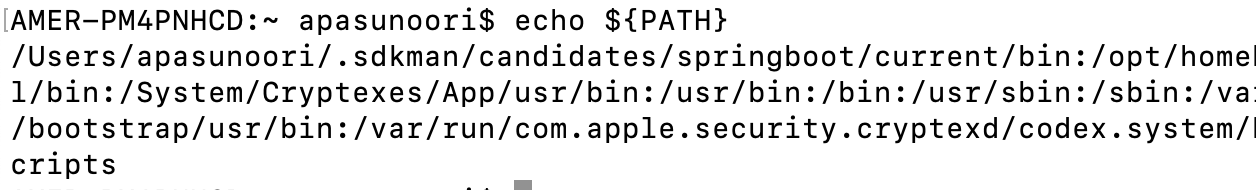 AMER-PM4PNHCD:~ apasunoori$ echo ${PATH}
/Users/apasunoori/.sdkman/candidates/springboot/current/bin:/opt/home
l/bin:/System/Cryptexes/App/usr/bin:/usr/bin:/bin:/usr/sbin:/sbin:/va
/bootstrap/usr/bin:/var/run/com.apple.security.cryptexd/codex.system/
cripts